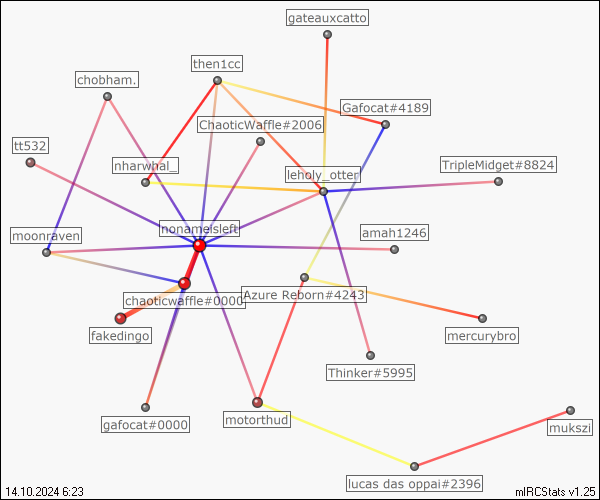 gateauxcatto
then1cc
chobham.
Gafocat#4189
ChaoticWaffle#2006
tt532
nharwhal_
leholy_otter
TripleMidget#8824
nonameisleft
moonraven
amah1246
chaoticwaffle#0000
Azure Reborn#4243
fakedingo
mercurybro
Thinker#5995
gafocat#0000
motorthud
mukszi
lucas das oppai#2396
14.10.2024 6:23
mIRCStats v1.25